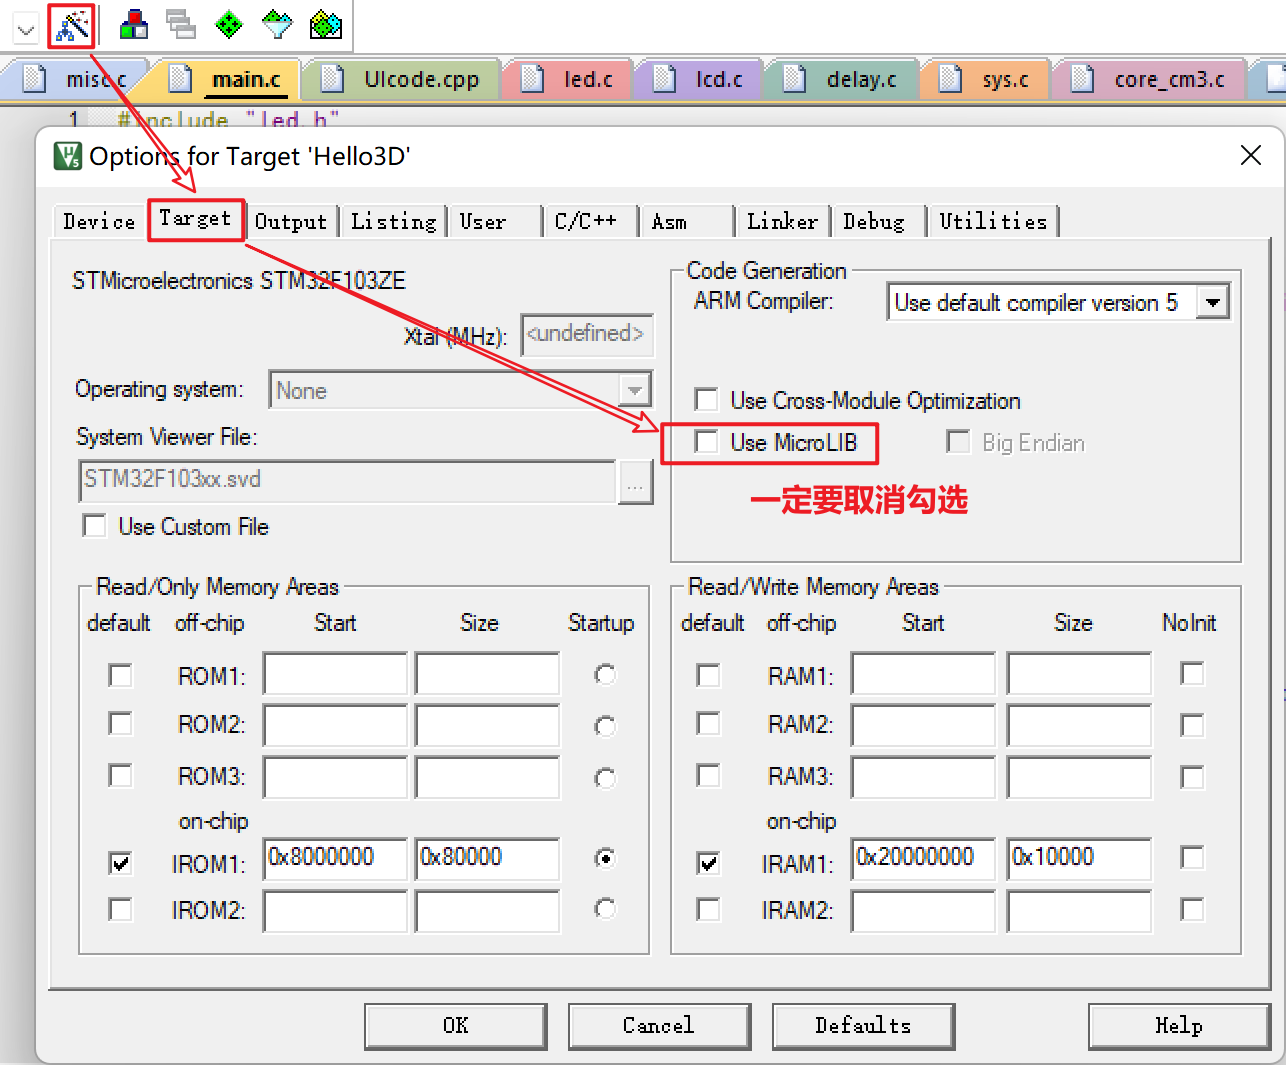 misc.c main.c UIcode.cpp led.c lcd.c delay.c sys.c core_cm3.c
1 #include "led.h"
Options for Target 'Hello3D'
Device Target Output Listing User C/C++ Asm Linker Debug Utilities
STMicroelectronics STM32F103ZE
Xtal (MHz): <undefined>
Operating system: None
System Viewer File:
STM32F103xx.svd ...
Use Custom File
Code Generation
ARM Compiler: Use default compiler version 5
Use Cross-Module Optimization
Use MicroLIB Big Endian
一定要取消勾选
Read/Only Memory Areas
default off-chip Start Size Startup
ROM1:
ROM2:
ROM3:
on-chip
IROM1: 0x8000000 0x80000
IROM2:
Read/Write Memory Areas
default off-chip Start Size NoInit
RAM1:
RAM2:
RAM3:
on-chip
IRAM1: 0x20000000 0x10000
IRAM2:
OK Cancel Defaults Help